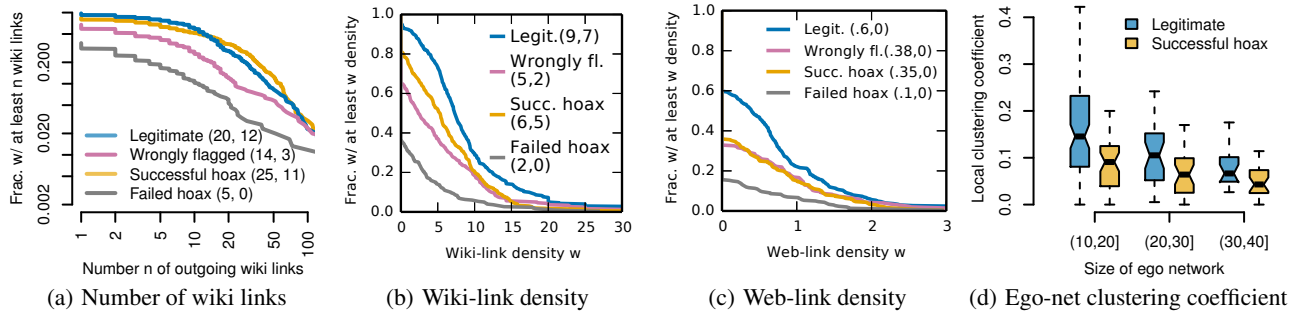 Frac. w/ at least n wiki links
0.002 0.020 0.200
Legitimate (20, 12)
Wrongly flagged (14, 3)
Successful hoax (25, 11)
Failed hoax (5, 0)
1 2 5 10 20 50 100
Number n of outgoing wiki links
(a) Number of wiki links
Frac. w/ at least w density
1.0
0.8
0.6
0.4
0.2
0.0
Legit.(9,7)
Wrongly fl.
(5,2)
Succ. hoax
(6,5)
Failed hoax
(2,0)
0 5 10 15 20 25 30
Wiki-link density w
(b) Wiki-link density
Frac. w/ at least w density
1.0
0.8
0.6
0.4
0.2
0.0
Legit. (.6,0)
Wrongly fl.(.38,0)
Succ. hoax (.35,0)
Failed hoax (.1,0)
0 1 2 3
Web-link density w
(c) Web-link density
Local clustering coefficient
0.0 0.1 0.2 0.3 0.4
Legitimate
Successful hoax
(10,20] (20,30] (30,40]
Size of ego network
(d) Ego-net clustering coefficient